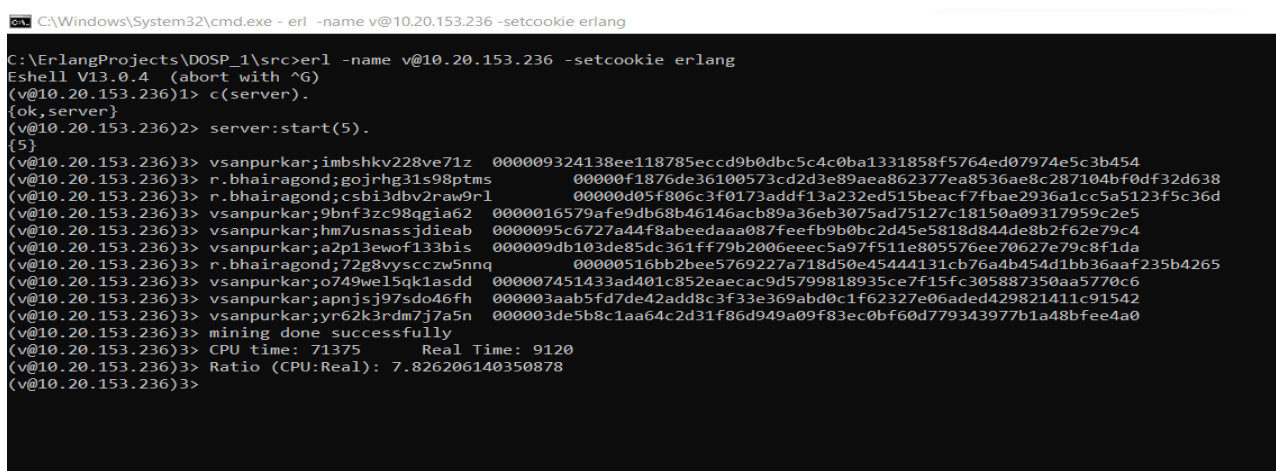 C:\Windows\System32\cmd.exe - erl -name v@10.20.153.236 -setcookie erlang
C:\ErlangProjects\DOSP_1\src>erl -name v@10.20.153.236 -setcookie erlang
Eshell V13.0.4 (abort with ^G)
(v@10.20.153.236)1> c(server).
{ok,server}
(v@10.20.153.236)2> server:start(5).
{5}
(v@10.20.153.236)3> vsanpurkar;imbshkv228ve71z 000009324138ee118785eccd9b0dbc5c4c0ba1331858f5764ed07974e5c3b454
(v@10.20.153.236)3> r.bhairagond;gojrhg31s98ptms 00000f1876de36100573cd2d3e89aea862377ea8536ae8c287104bf0df32d638
(v@10.20.153.236)3> r.bhairagond;csbi3dbv2raw9rl 00000d05f806c3f0173addf13a232ed515beacf7fbae2936a1cc5a5123f5c36d
(v@10.20.153.236)3> vsanpurkar;9bnf3zc98qgia62 0000016579afe9db68b46146acb89a36eb3075ad75127c18150a09317959c2e5
(v@10.20.153.236)3> vsanpurkar;hm7usnassjdieab 0000095c6727a44f8abeedaaa087feefb9b0bc2d45e5818d844de8b2f62e79c4
(v@10.20.153.236)3> vsanpurkar;a2p13ewof133bis 000009db103de85dc361ff79b2006eeec5a97f511e805576ee70627e79c8f1da
(v@10.20.153.236)3> r.bhairagond;72g8vyscczw5nnq 00000516bb2bee5769227a718d50e45444131cb76a4b454d1bb36aaf235b4265
(v@10.20.153.236)3> vsanpurkar;o749wel5qk1asdd 000007451433ad401c852eaecac9d5799818935ce7f15fc305887350aa5770c6
(v@10.20.153.236)3> vsanpurkar;apnjsj97sdo46fh 000003aab5fd7de42add8c3f33e369abd0c1f62327e06aded429821411c91542
(v@10.20.153.236)3> vsanpurkar;yr62k3rdm7j7a5n 000003de5b8c1aa64c2d31f86d949a09f83ec0bf60d779343977b1a48bfee4a0
(v@10.20.153.236)3> mining done successfully
(v@10.20.153.236)3> CPU time: 71375 Real Time: 9120
(v@10.20.153.236)3> Ratio (CPU:Real): 7.826206140350878
(v@10.20.153.236)3>